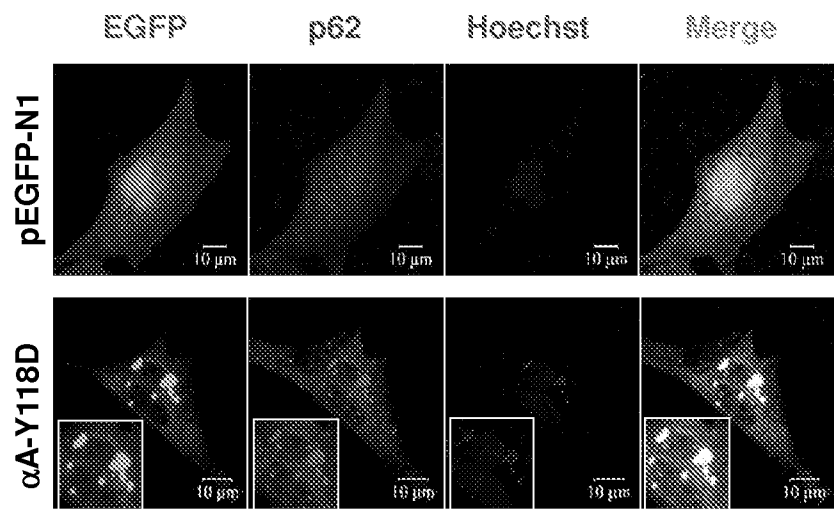 EGFP p62 Hoechst Merge
pEGFP-N1
10 µm 10 µm 10 µm 10 µm
αA-Y118D
10 µm 10 µm 10 µm 10 µm